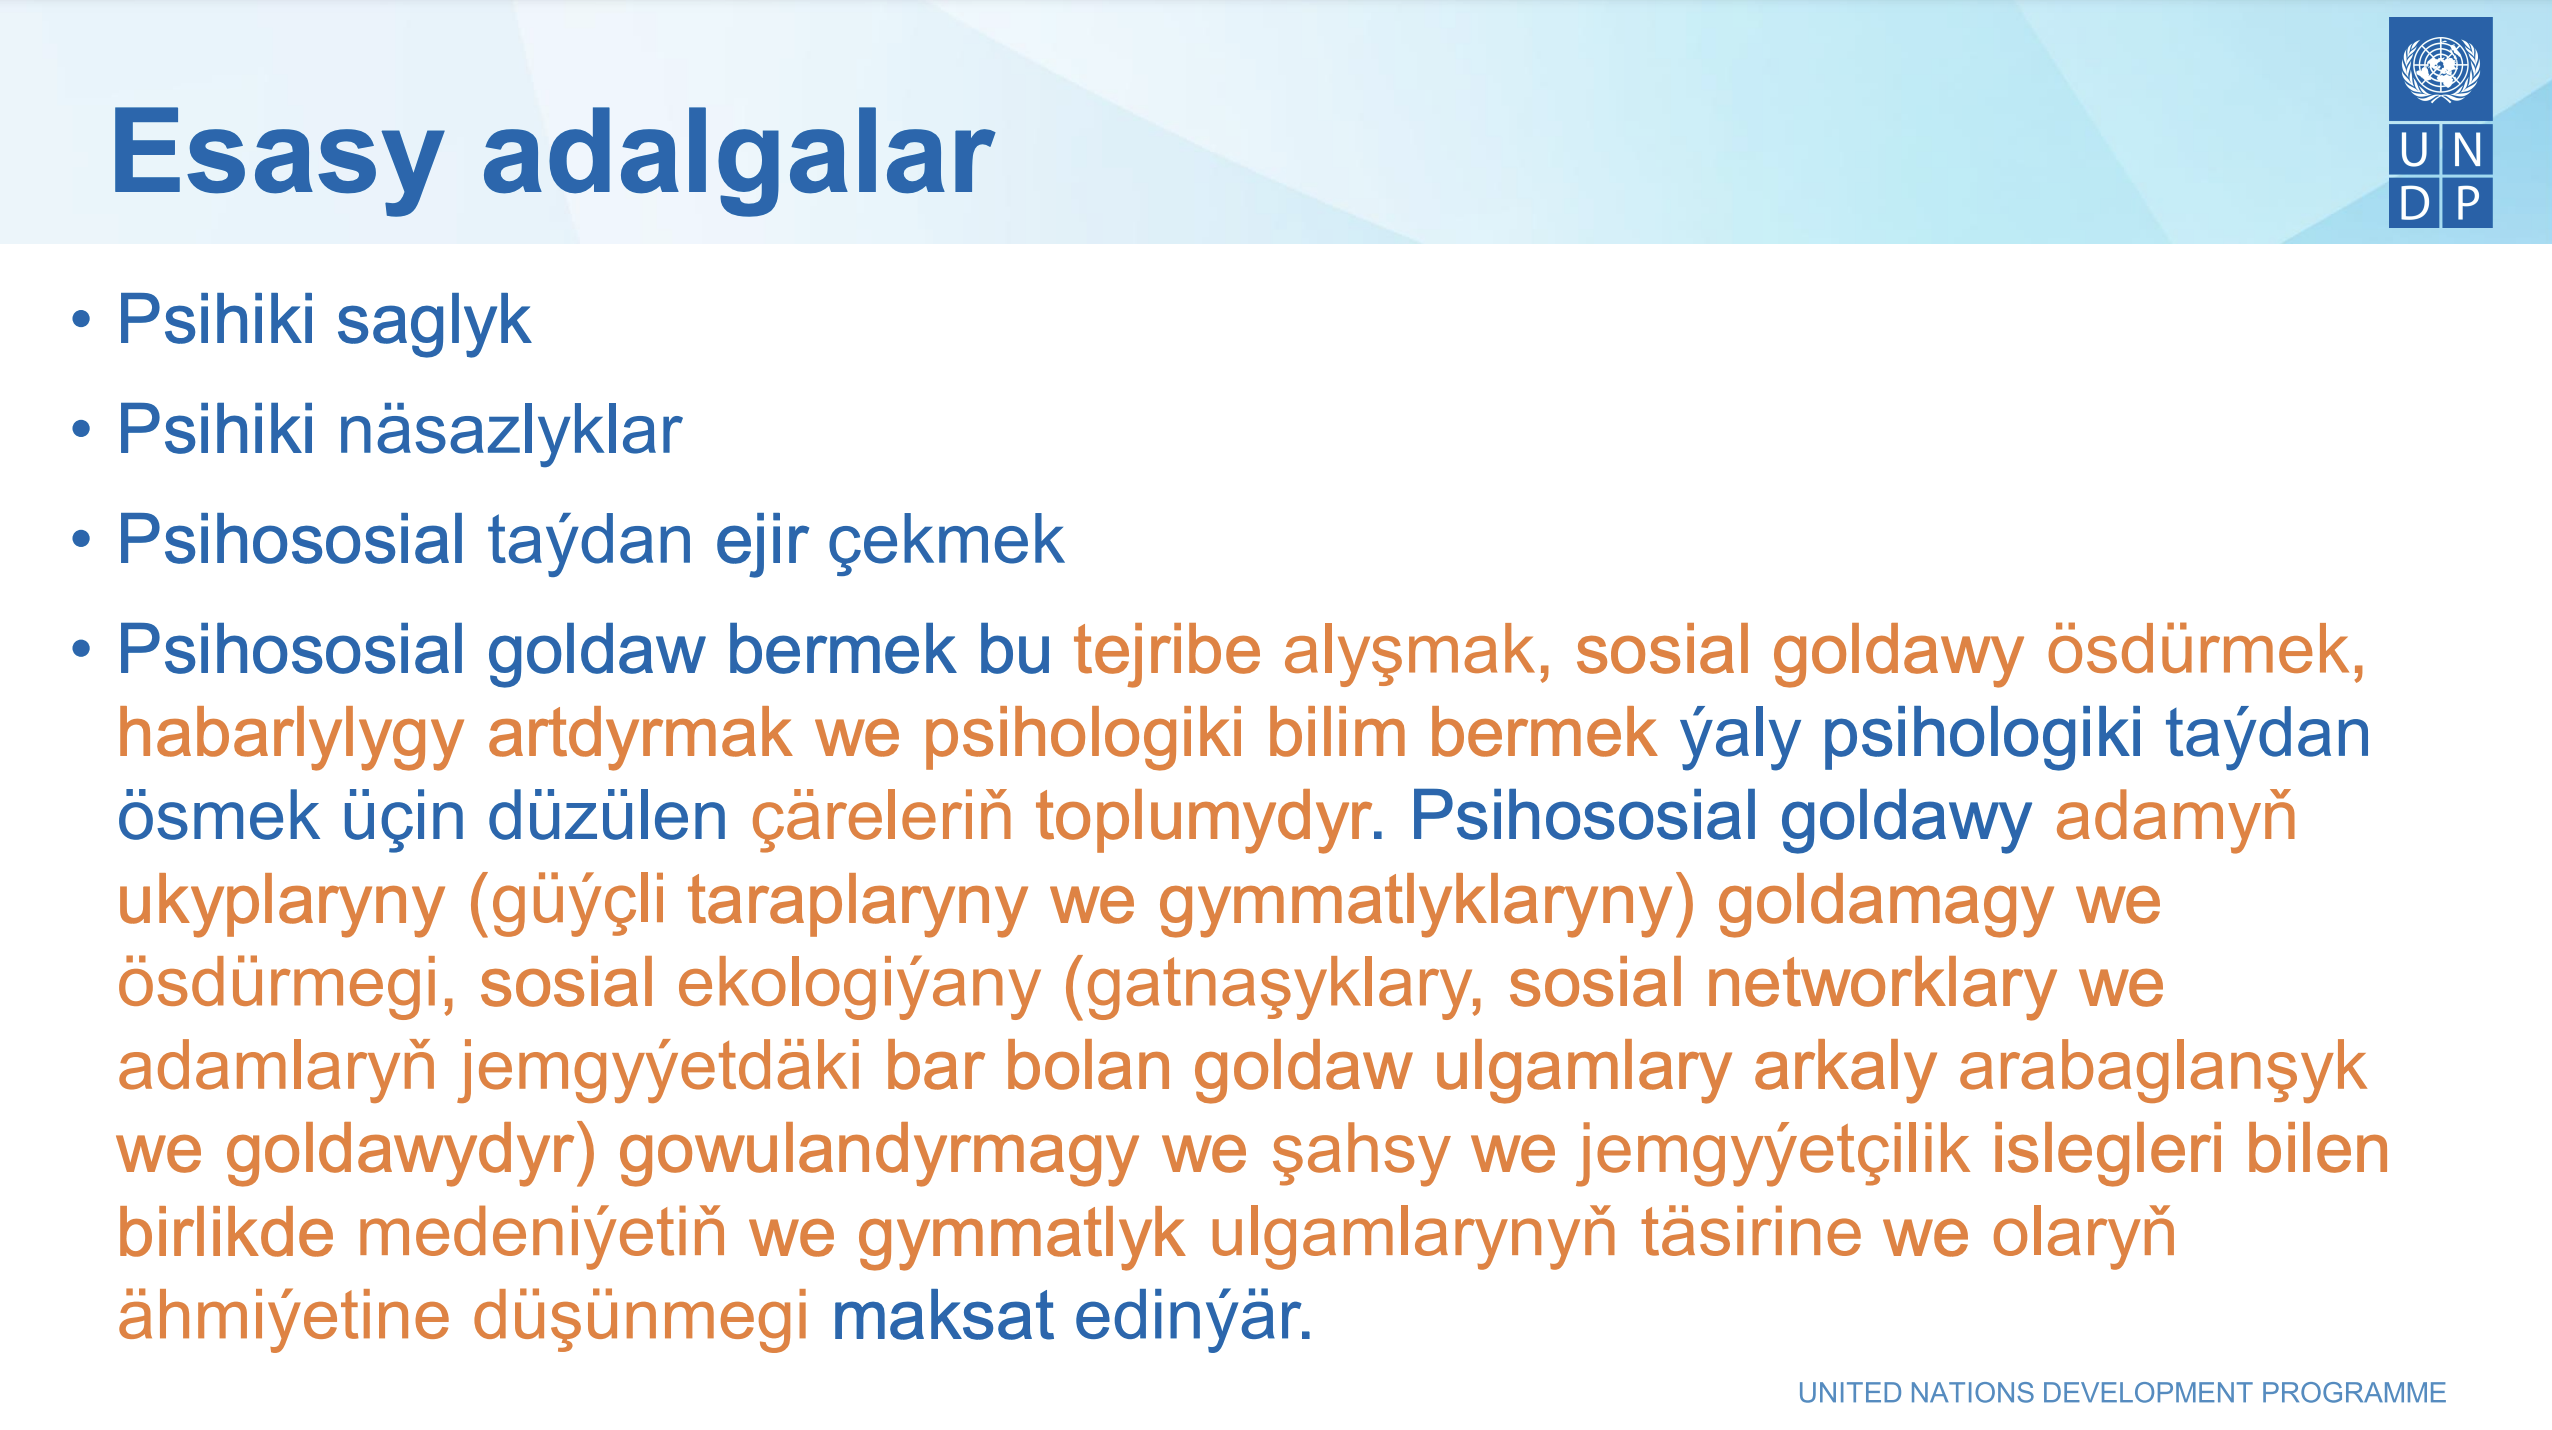 Esasy adalgalar
UN
DP
• Psihiki saglyk
• Psihiki näsazlyklar
• Psihososial taýdan ejir çekmek
• Psihososial goldaw bermek bu tejribe alyşmak, sosial goldawy ösdürmek,
habarlylygy artdyrmak we psihologiki bilim bermek ýaly psihologiki taýdan
ösmek üçin düzülen çäreleriň toplumydyr. Psihososial goldawy adamyň
ukyplaryny (güýçli taraplaryny we gymmatlyklaryny) goldamagy we
ösdürmegi, sosial ekologiýany (gatnaşyklary, sosial networklary we
adamlaryň jemgyýetdäki bar bolan goldaw ulgamlary arkaly arabaglanşyk
we goldawydyr) gowulandyrmagy we şahsy we jemgyýetçilik islegleri bilen
birlikde medeniýetiň we gymmatlyk ulgamlarynyň täsirine we olaryň
ähmiýetine düşünmegi maksat edinýär.
UNITED NATIONS DEVELOPMENT PROGRAMME